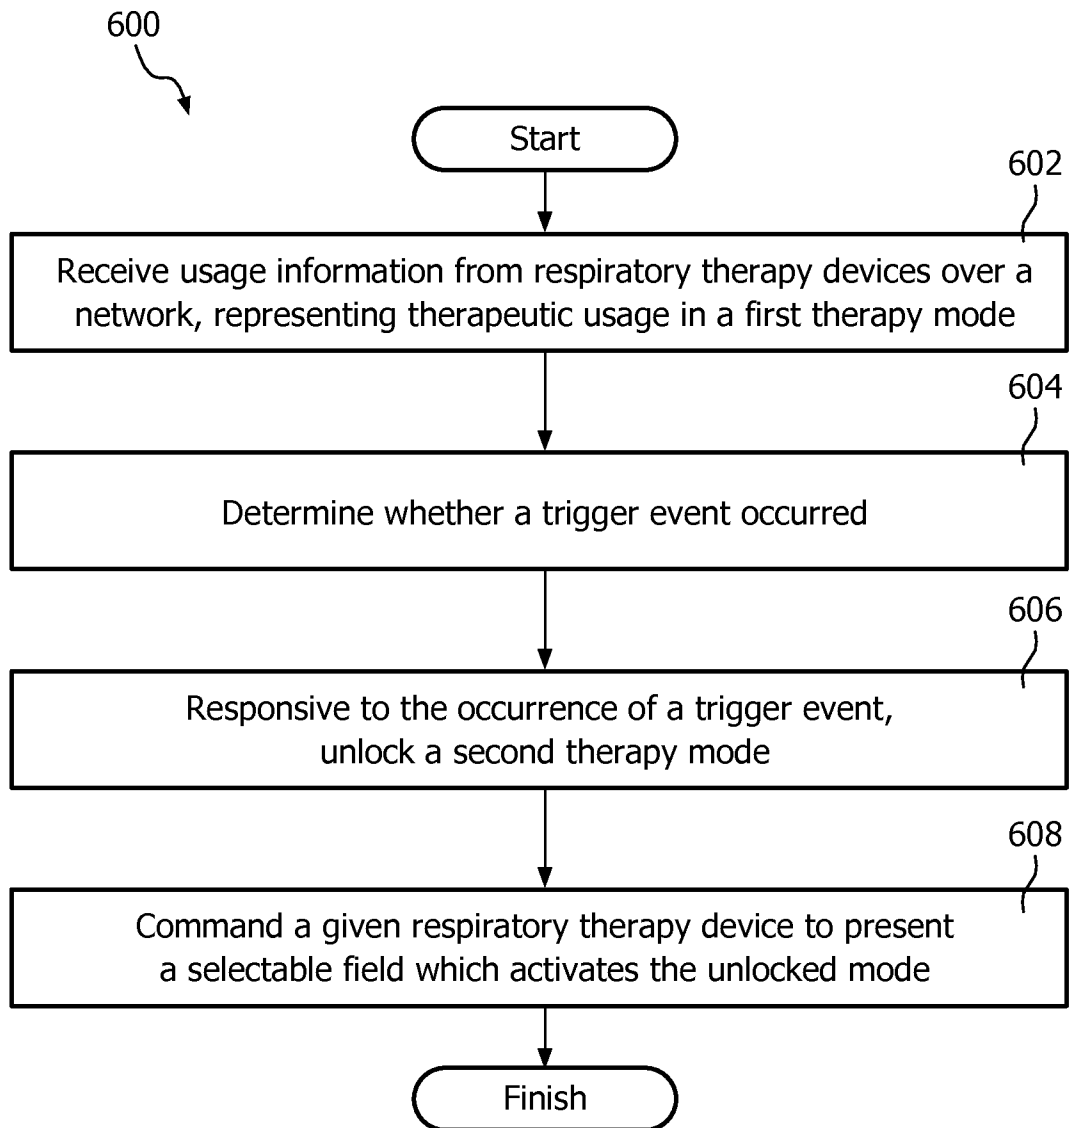 600
Start
602
Receive usage information from respiratory therapy devices over a
network, representing therapeutic usage in a first therapy mode
604
Determine whether a trigger event occurred
606
Responsive to the occurrence of a trigger event,
unlock a second therapy mode
608
Command a given respiratory therapy device to present
a selectable field which activates the unlocked mode
Finish